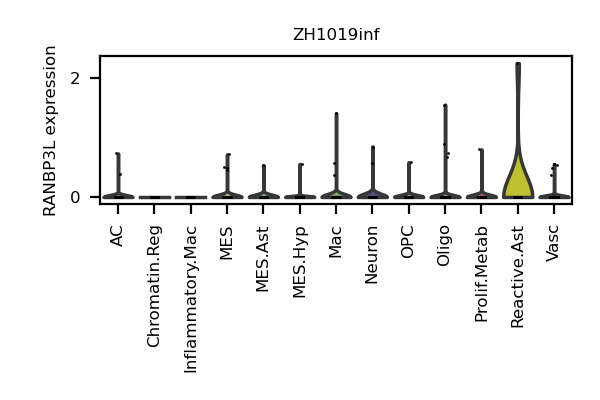 ZH1019inf
RANBP3L expression
2
0
AC
Chromatin.Reg
Inflammatory.Mac
MES
MES.Ast
MES.Hyp
Mac
Neuron
OPC
Oligo
Prolif.Metab
Reactive.Ast
Vasc